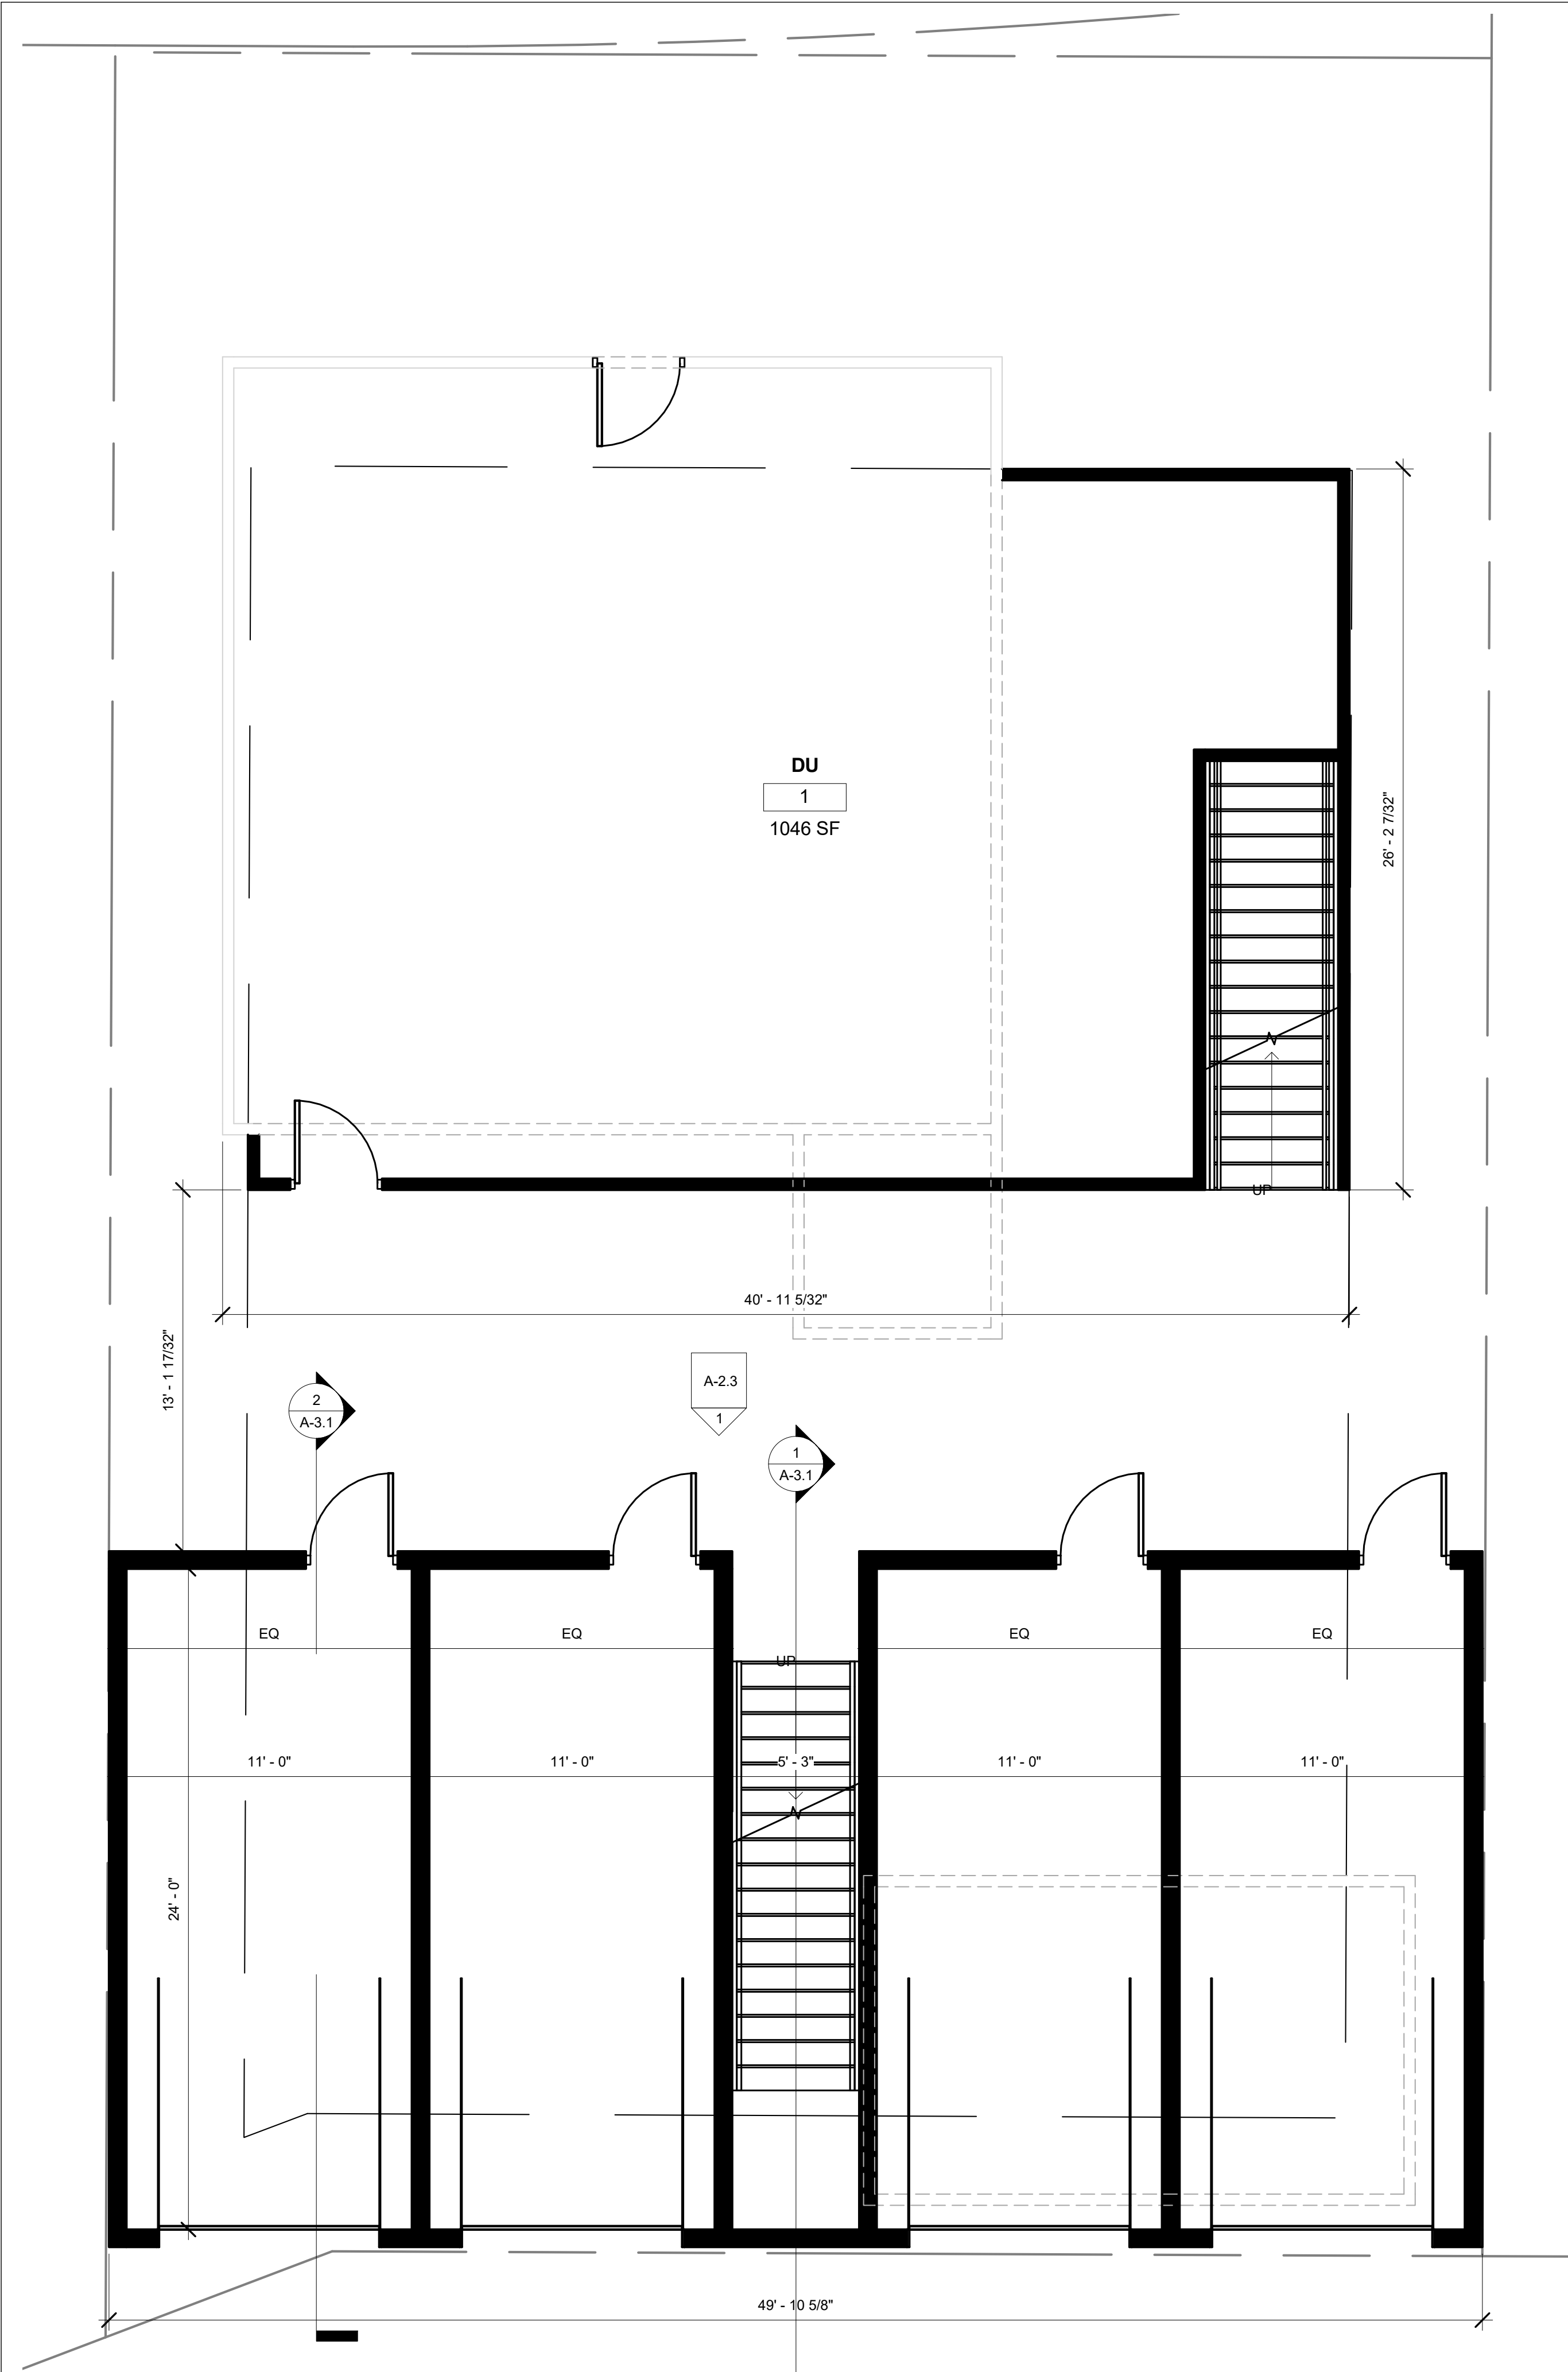 DU
1
1046 SF
26' - 2 7/32"
UP
40' - 11 5/32"
13' - 1 17/32"
2
A-3.1
A-2.3
1
1
A-3.1
EQ
EQ
EQ
EQ
UP
11' - 0"
11' - 0"
5' - 3"
11' - 0"
11' - 0"
24' - 0"
49' - 10 5/8"